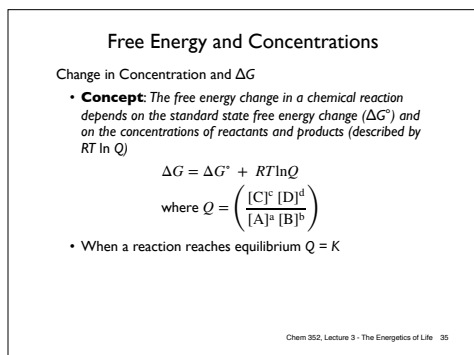 Free Energy and Concentrations
Change in Concentration and ΔG
• Concept: The free energy change in a chemical reaction
depends on the standard state free energy change (ΔG°) and
on the concentrations of reactants and products (described by
RT ln Q)
ΔG = ΔG° + RTlnQ
where Q = ([C]ᶜ [D]ᵈ / [A]ᵃ [B]ᵇ)
• When a reaction reaches equilibrium Q = K
Chem 352, Lecture 3 - The Energetics of Life 35